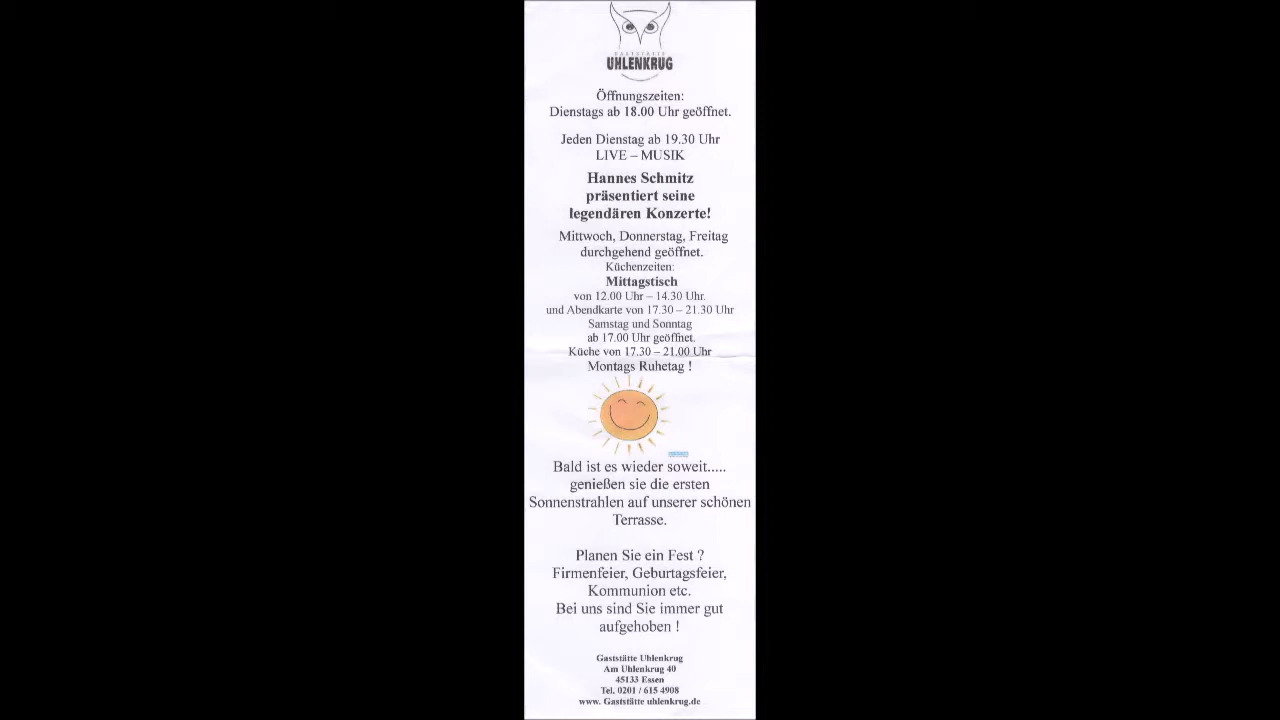 GASTSTÄTTE
UHLENKRUG
Öffnungszeiten:
Dienstags ab 18.00 Uhr geöffnet.
Jeden Dienstag ab 19.30 Uhr
LIVE – MUSIK
Hannes Schmitz
präsentiert seine
legendären Konzerte!
Mittwoch, Donnerstag, Freitag
durchgehend geöffnet.
Küchenzeiten:
Mittagstisch
von 12.00 Uhr – 14.30 Uhr.
und Abendkarte von 17.30 – 21.30 Uhr
Samstag und Sonntag
ab 17.00 Uhr geöffnet.
Küche von 17.30 – 21.00 Uhr
Montags Ruhetag !
Bald ist es wieder soweit.....
genießen sie die ersten
Sonnenstrahlen auf unserer schönen
Terrasse.
Planen Sie ein Fest ?
Firmenfeier, Geburtagsfeier,
Kommunion etc.
Bei uns sind Sie immer gut
aufgehoben !
Gaststätte Uhlenkrug
Am Uhlenkrug 40
45133 Essen
Tel. 0201 / 615 4908
www. Gaststätte uhlenkrug.de